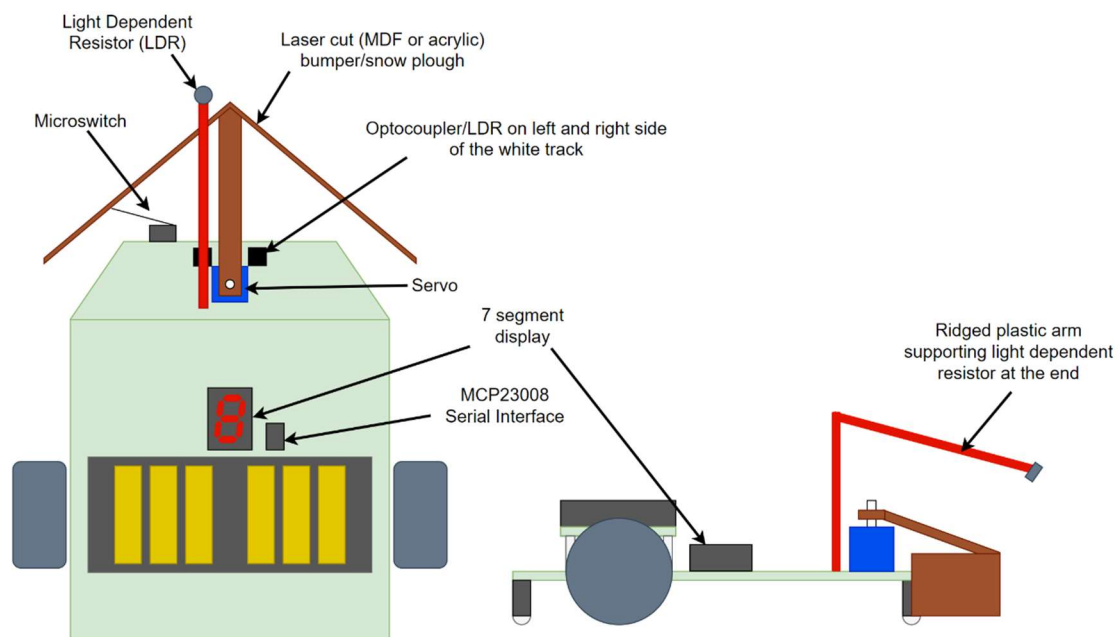 Light Dependent
Resistor (LDR)
Laser cut (MDF or acrylic)
bumper/snow plough
Microswitch
Optocoupler/LDR on left and right side
of the white track
Servo
7 segment
display
MCP23008
Serial Interface
Ridged plastic arm
supporting light dependent
resistor at the end
8